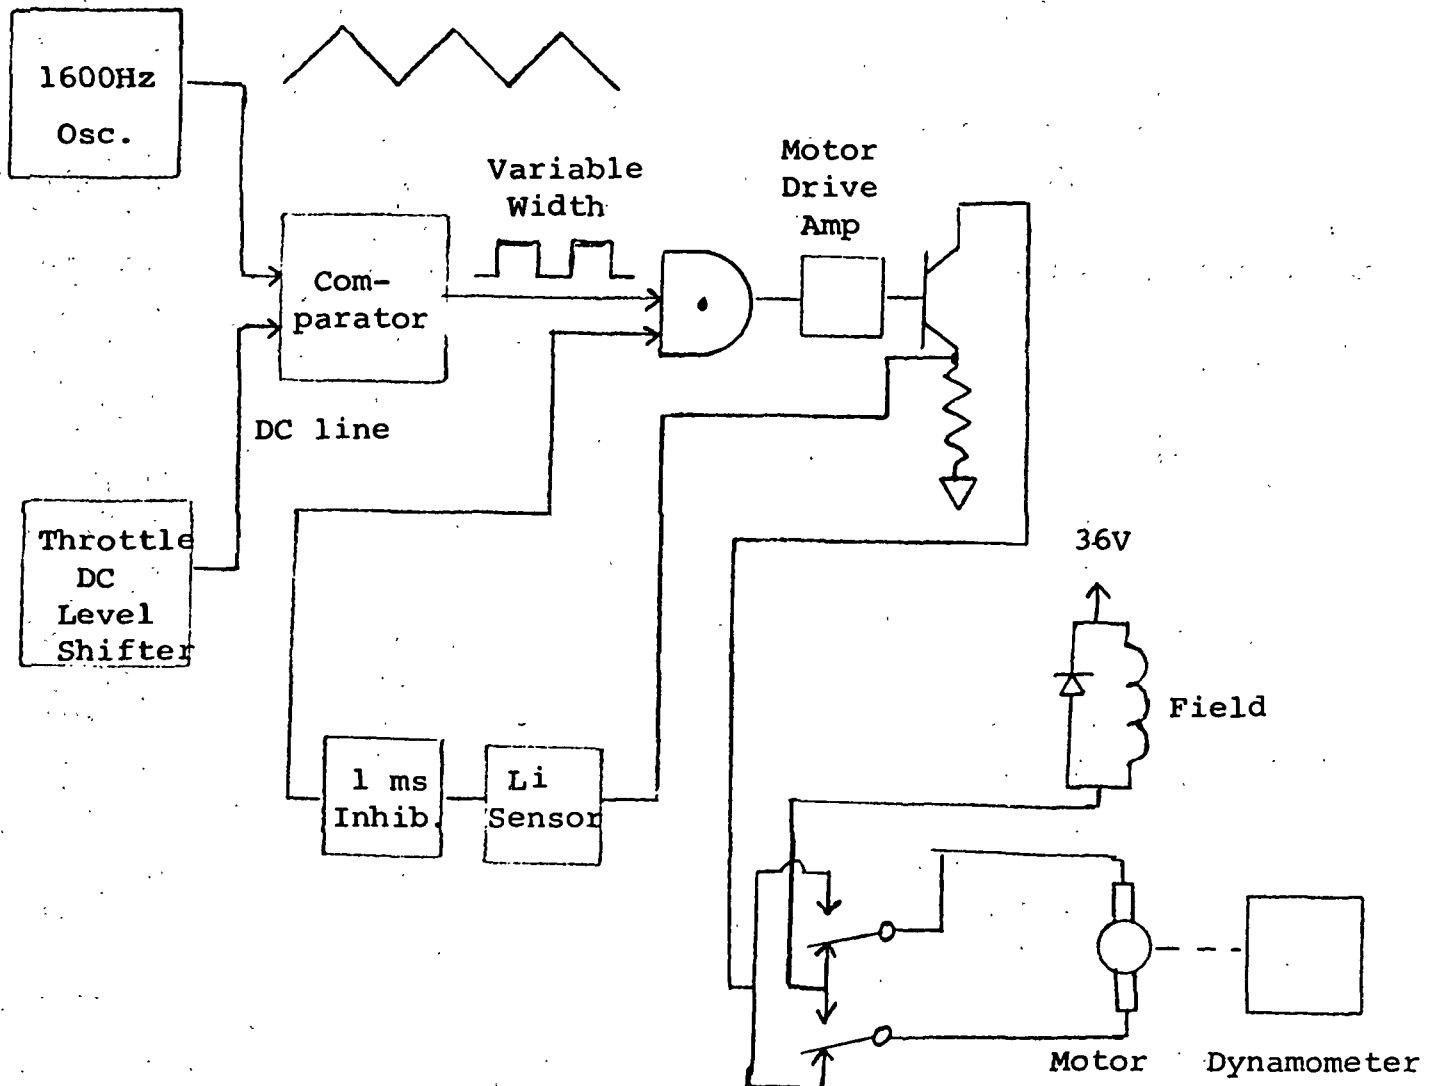 1600Hz
Osc.
Variable
Width
Motor
Drive
Amp
Com-
parator
DC line
Throttle
DC
Level
Shifter
36V
Field
1 ms
Inhib.
Li
Sensor
Motor
Dynamometer